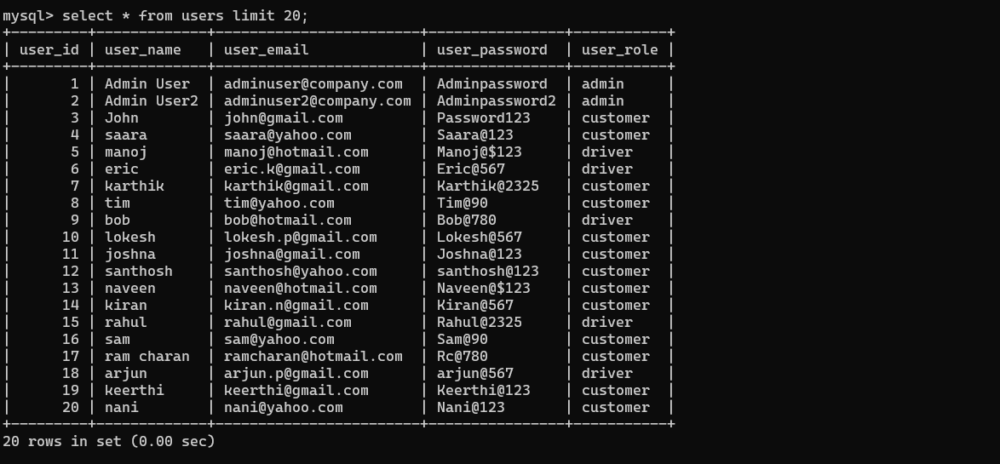 mysql> select * from users limit 20;
+---------+-------------+------------------------+----------------+-----------+
| user_id | user_name   | user_email             | user_password  | user_role |
+---------+-------------+------------------------+----------------+-----------+
|       1 | Admin User  | adminuser@company.com  | Adminpassword  | admin     |
|       2 | Admin User2 | adminuser2@company.com | Adminpassword2 | admin     |
|       3 | John        | john@gmail.com         | Password123    | customer  |
|       4 | saara       | saara@yahoo.com        | Saara@123      | customer  |
|       5 | manoj       | manoj@hotmail.com      | Manoj@$123     | driver    |
|       6 | eric        | eric.k@gmail.com       | Eric@567       | driver    |
|       7 | karthik     | karthik@gmail.com      | Karthik@2325   | customer  |
|       8 | tim         | tim@yahoo.com          | Tim@90         | customer  |
|       9 | bob         | bob@hotmail.com        | Bob@780        | driver    |
|      10 | lokesh      | lokesh.p@gmail.com     | Lokesh@567     | customer  |
|      11 | joshna      | joshna@gmail.com       | Joshna@123     | customer  |
|      12 | santhosh    | santhosh@yahoo.com     | santhosh@123   | customer  |
|      13 | naveen      | naveen@hotmail.com     | Naveen@$123    | customer  |
|      14 | kiran       | kiran.n@gmail.com      | Kiran@567      | customer  |
|      15 | rahul       | rahul@gmail.com        | Rahul@2325     | driver    |
|      16 | sam         | sam@yahoo.com          | Sam@90         | customer  |
|      17 | ram charan  | ramcharan@hotmail.com  | Rc@780         | customer  |
|      18 | arjun       | arjun.p@gmail.com      | arjun@567      | driver    |
|      19 | keerthi     | keerthi@gmail.com      | Keerthi@123    | customer  |
|      20 | nani        | nani@yahoo.com         | Nani@123       | customer  |
+---------+-------------+------------------------+----------------+-----------+
20 rows in set (0.00 sec)